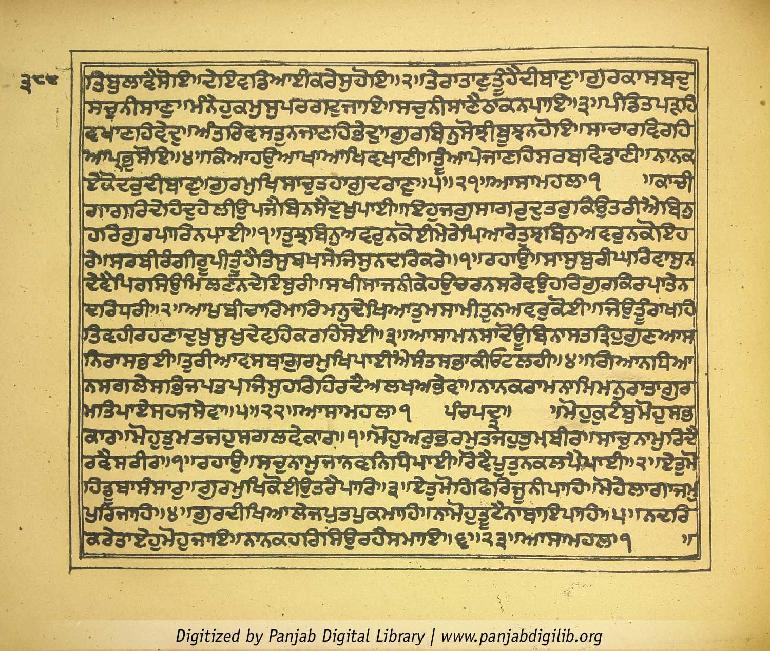 ੩੮੯
ਤਿਬੁਲਾਵੈਸੋਇ॥ਦੇਇਵਡਿਆਈਕਰੇਸੁਹੋਇ॥੨॥ਤੇਰਾਤਾਣੁਤੂੰਹੈਦੀਬਾਣੁ॥ਗੁਰਕਾਸਬਦੁ
ਸਚੁਨੀਸਾਣੁ॥ਮੰਨੇਹੁਕਮੁਸੁਪਰਗਟੁਜਾਇ॥ਸਚੁਨੀਸਾਣੈਠਾਕਨਪਾਇ॥੩॥ਪੰਡਿਤਪੜਹਿ
ਵਖਾਣਹਿਵੇਦੁ॥ਅੰਤਰਿਵਸਤੁਨਜਾਣਹਿਭੇਦੁ॥ਗੁਰਬਿਨੁਸੋਝੀਬੂਝਨਹੋਇ॥ਸਾਚਾਰਵਿਰਹਿ
ਆਪ੍ਰਭੁਸੋਇ॥੪॥ਕਿਆਹਉਆਖਾਆਖਿਵਖਾਣੀ॥ਤੂੰਆਪੇਜਾਣਹਿਸਰਬਵਿਡਾਣੀ॥ਨਾਨਕ
ਏਕੋਦਰੁਦੀਬਾਣੁ॥ਗੁਰਮੁਖਿਸਾਚੁਤਹਾਗੁਦਰਾਣੁ॥੫॥੨੧॥ਆਸਾਮਹਲਾ੧ ॥ਕਾਚੀ
ਗਾਗਰਿਦੇਹਦੁਹੇਲੀਉਪਜੈਬਿਨਸੈਦੁਖੁਪਾਈ॥ਇਹੁਜਗੁਸਾਗਰੁਦੁਤਰੁਕਿਉਤਰੀਐਬਿਨੁ
ਹਰਿਗੁਰਪਾਰਿਨਪਾਈ॥੧॥ਤੁਝਬਿਨੁਅਵਰੁਨਕੋਈਮੇਰੇਪਿਆਰੇਤੁਝਬਿਨੁਅਵਰੁਨਕੋਇਹ
ਰੇ॥ਸਰਬੀਰੰਗੀਰੂਪੀਤੂੰਹੈਤਿਸੁਬਖਸੇਜਿਸੁਨਦਰਿਕਰੇ॥੧॥ਰਹਾਉ॥ਸਾਸੁਬੁਰੀਘਰਿਵਾਸੁਨ
ਦੇਵੈਪਿਰਸਿਉਮਿਲਣਨਦੇਇਬੁਰੀ॥ਸਖੀਸਾਜਨੀਕੇਹਉਚਰਨਸਰੇਵਉਹਰਿਗੁਰਕਿਰਪਾਤੇਨ
ਦਰਿਧਰੀ॥੨॥ਆਪੁਬੀਚਾਰਿਮਾਰਿਮਨੁਦੇਖਿਆਤੁਮਸਾਮੀਤੁਨਅਵਰੁਕੋਈ॥ਜਿਉਤੂੰਰਾਖਹਿ
ਤਿਵਹੀਰਹਣਾਦੁਖੁਸੁਖੁਦੇਵਹਿਕਰਹਿਸੋਈ॥੩॥ਆਸਾਮਨਸਾਦੋਊਬਿਨਾਸਤਤ੍ਰਿਹੁਗੁਣਆਸ
ਨਿਰਾਸਭਈ॥ਤੁਰੀਆਵਸਥਾਗੁਰਮੁਖਿਪਾਈਐਸੰਤਸਭਾਕੀਓਟਲਹੀ॥੪॥ਗਿਆਨਧਿਆ
ਨਸਗਲੇਸਭਿਜਪਤਪਜਿਸੁਹਰਿਹਿਰਦੈਅਲਖਅਭੇਵਾ॥ਨਾਨਕਰਾਮਨਾਮਿਮਨੁਰਾਤਾਗੁਰ
ਮਤਿਪਾਏਸਹਜਸੇਵਾ॥੫॥੨੨॥ਆਸਾਮਹਲਾ੧ ਪੰਚਪਦੇ॥ ॥ਮੋਹੁਕੁਟੰਬੁਮੋਹੁਸਭ
ਕਾਰ॥ਮੋਹੁਤੁਮਤਜਹੁਸਗਲਵੇਕਾਰ॥੧॥ਮੋਹੁਅਰੁਭਰਮੁਤਜਹੁਤੁਮਬੀਰ॥ਸਾਚੁਨਾਮੁਰਿਦੈ
ਰਵੈਸਰੀਰ॥੧॥ਰਹਾਉ॥ਸਚੁਨਾਮੁਜਾਨਵਨਿਧਿਪਾਈ॥ਰੋਵੈਪੂਤੁਨਕਲਪੈਮਾਈ॥੨॥ਏਤੁਮੋ
ਹਿਡੂਬਾਸੰਸਾਰੁ॥ਗੁਰਮੁਖਿਕੋਈਉਤਰੈਪਾਰਿ॥੩॥ਏਤੁਮੋਹਿਫਿਰਿਜੂਨੀਪਾਹਿ॥ਮੋਹੇਲਾਗਾਜਮ
ਪੁਰਿਜਾਹਿ॥੪॥ਗੁਰਦੀਖਿਆਲੇਜਪੁਤਪੁਕਮਾਹਿ॥ਨਾਮੋਹੁਤੂਟੈਨਾਥਾਇਪਾਹਿ॥੫॥ਨਦਰਿ
ਕਰੇਤਾਏਹੁਮੋਹੁਜਾਇ॥ਨਾਨਕਹਰਿਸਿਉਰਹੈਸਮਾਇ॥੬॥੨੩॥ਆਸਾਮਹਲਾ੧ ॥
Digitized by Panjab Digital Library | www.panjabdigilib.org